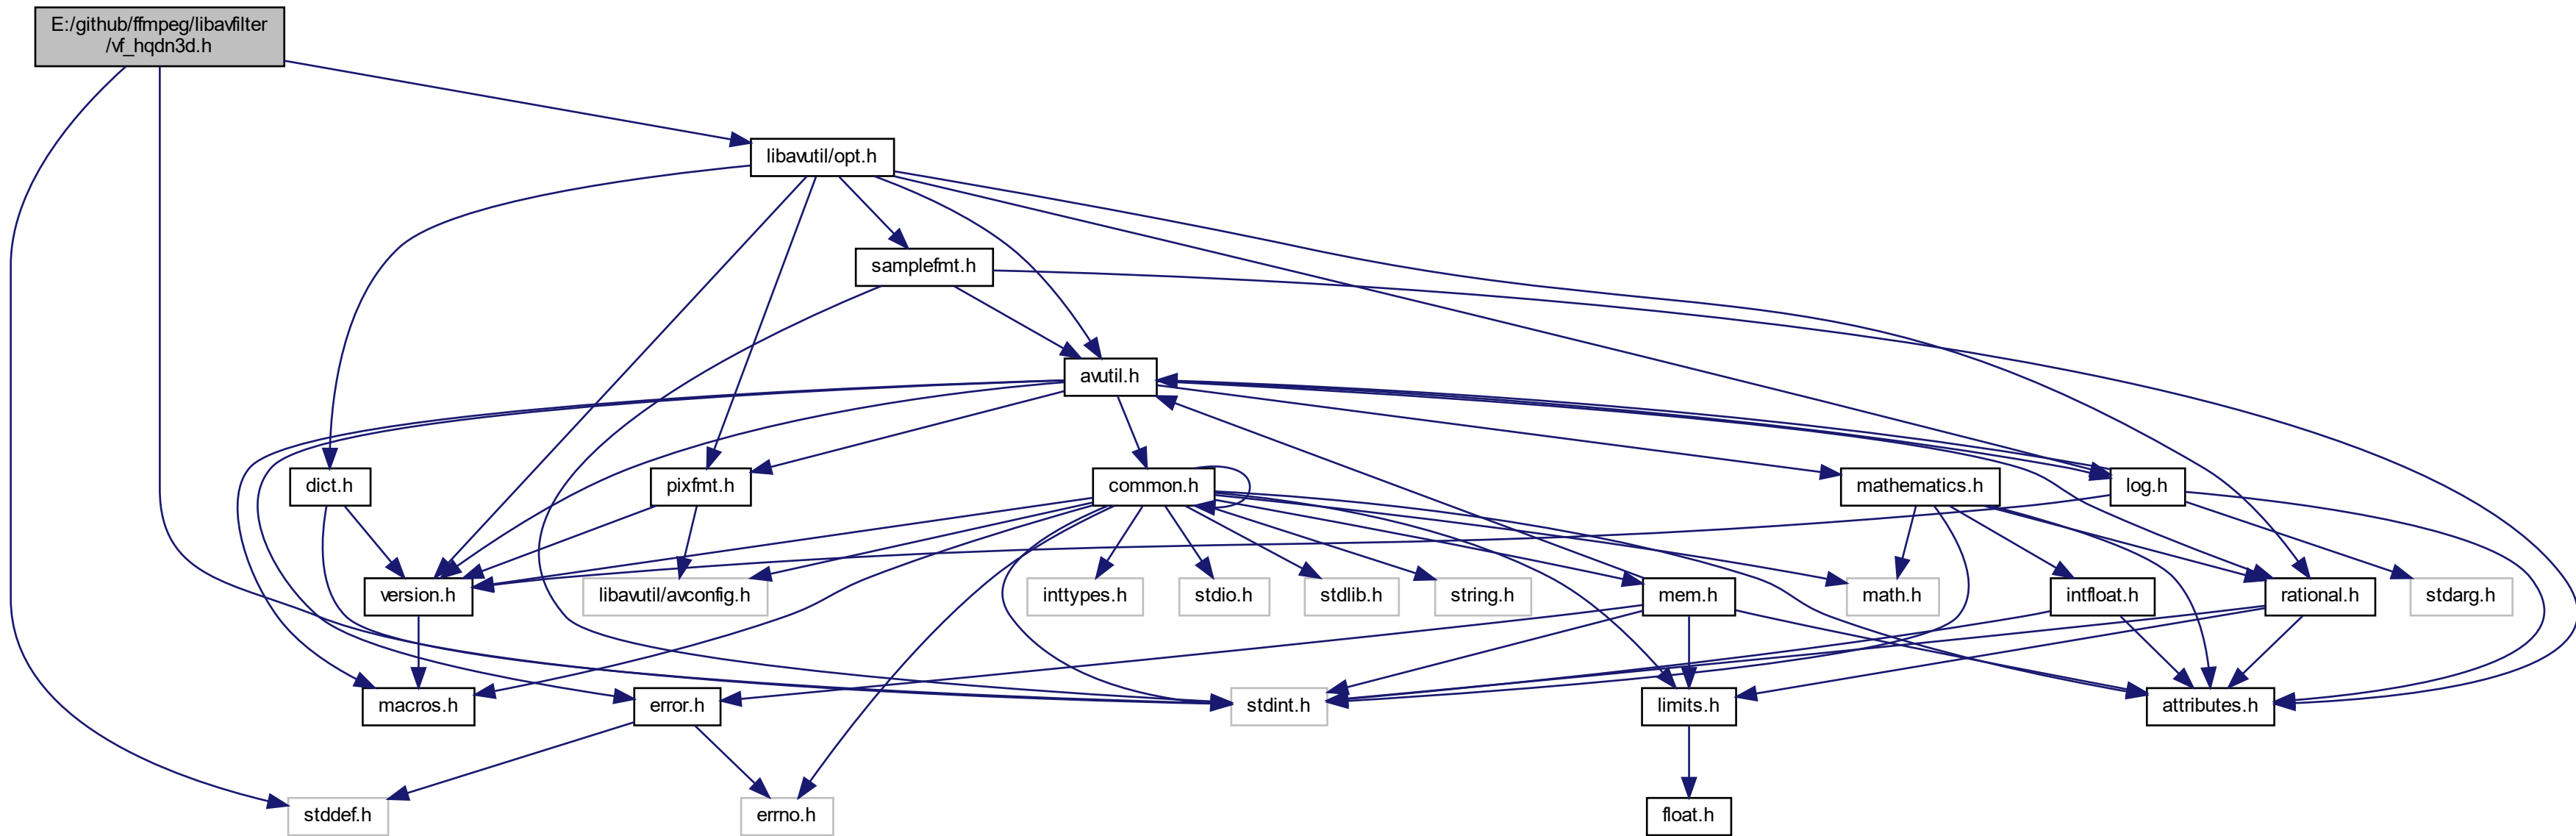 E:/github/ffmpeg/libavfilter
/vf_hqdn3d.h
libavutil/opt.h
samplefmt.h
avutil.h
dict.h
pixfmt.h
common.h
mathematics.h
log.h
version.h
libavutil/avconfig.h
inttypes.h
stdio.h
stdlib.h
string.h
mem.h
math.h
intfloat.h
rational.h
stdarg.h
macros.h
error.h
stdint.h
limits.h
attributes.h
stddef.h
errno.h
float.h